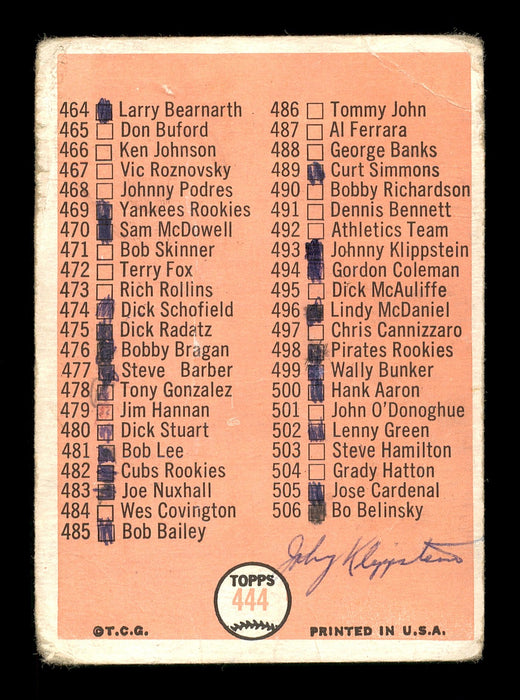 464 Larry Bearnarth
465 Don Buford
466 Ken Johnson
467 Vic Roznovsky
468 Johnny Podres
469 Yankees Rookies
470 Sam McDowell
471 Bob Skinner
472 Terry Fox
473 Rich Rollins
474 Dick Schofield
475 Dick Radatz
476 Bobby Bragan
477 Steve Barber
478 Tony Gonzalez
479 Jim Hannan
480 Dick Stuart
481 Bob Lee
482 Cubs Rookies
483 Joe Nuxhall
484 Wes Covington
485 Bob Bailey
486 Tommy John
487 Al Ferrara
488 George Banks
489 Curt Simmons
490 Bobby Richardson
491 Dennis Bennett
492 Athletics Team
493 Johnny Klippstein
494 Gordon Coleman
495 Dick McAuliffe
496 Lindy McDaniel
497 Chris Cannizzaro
498 Pirates Rookies
499 Wally Bunker
500 Hank Aaron
501 John O'Donoghue
502 Lenny Green
503 Steve Hamilton
504 Grady Hatton
505 Jose Cardenal
506 Bo Belinsky
Johnny Klippstein
TOPPS
444
©T.C.G.
PRINTED IN U.S.A.